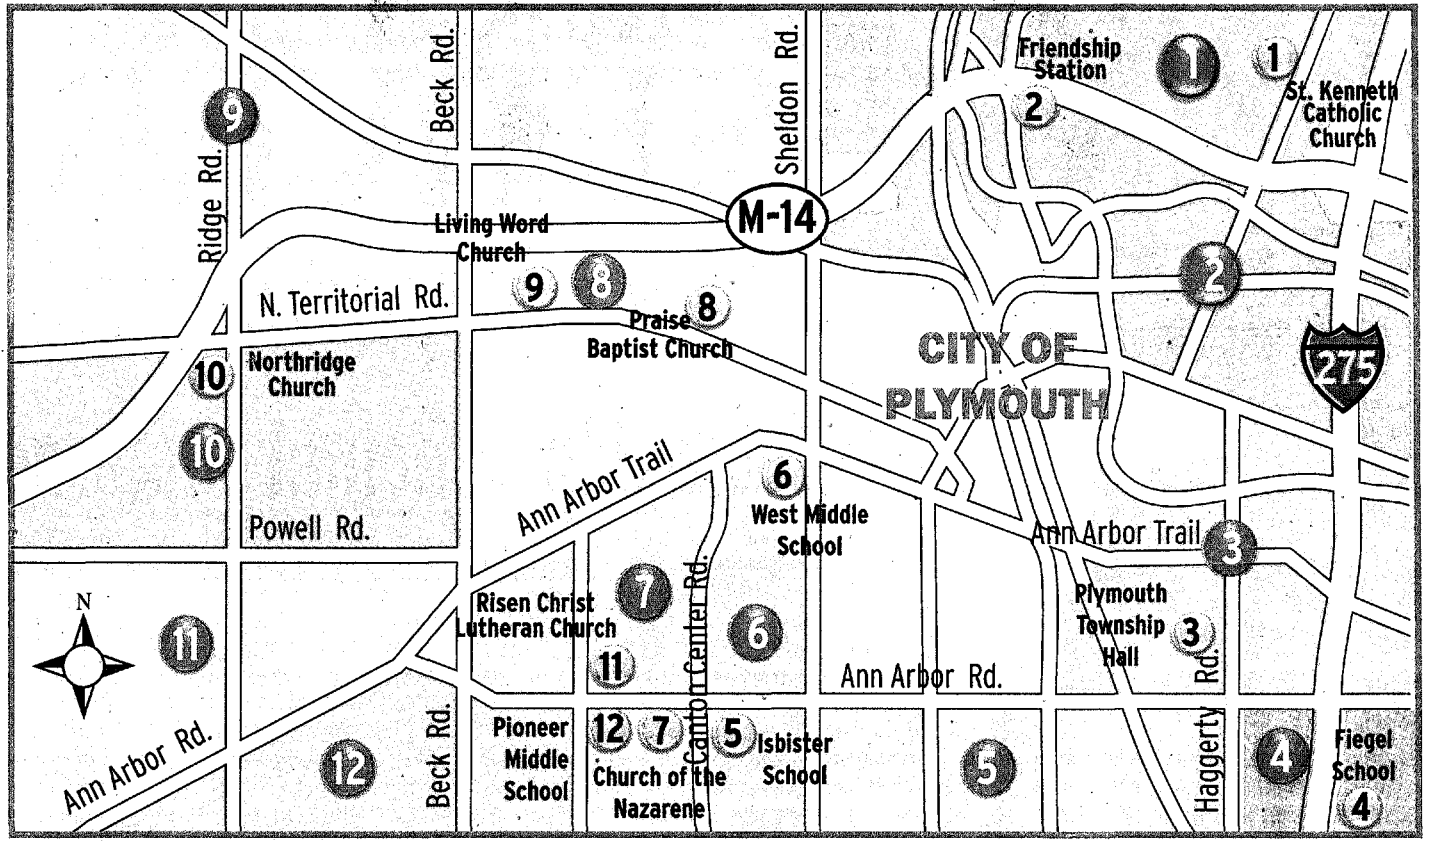 Friendship
Station
2
1
1
St. Kenneth
Catholic
Church
9
Ridge Rd.
Beck Rd.
Sheldon Rd.
M-14
Living Word
Church
9
8
8
Praise
Baptist Church
N. Territorial Rd.
2
CITY OF
PLYMOUTH
275
10
Northridge
Church
10
Powell Rd.
Ann Arbor Trail
6
West Middle
School
Ann Arbor Trail
3
N
11
Risen Christ
Lutheran Church
11
7
Canton Center Rd.
6
Plymouth
Township
Hall
3
Ann Arbor Rd.
Haggerty Rd.
Ann Arbor Rd.
12
Beck Rd.
Pioneer
Middle
School
12
7
Church of the
Nazarene
5
Isbister
School
5
4
Fiegel
School
4